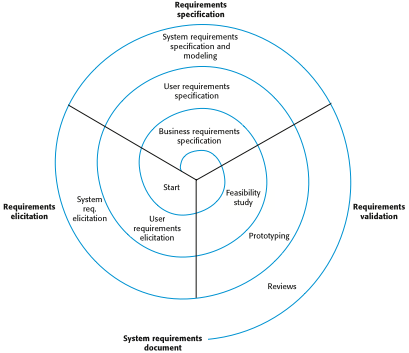 Requirements
specification
System requirements
specification and
modeling
User requirements
specification
Business requirements
specification
Start
Feasibility
study
System
req.
elicitation
User
requirements
elicitation
Requirements
elicitation
Requirements
validation
Prototyping
Reviews
System requirements
document